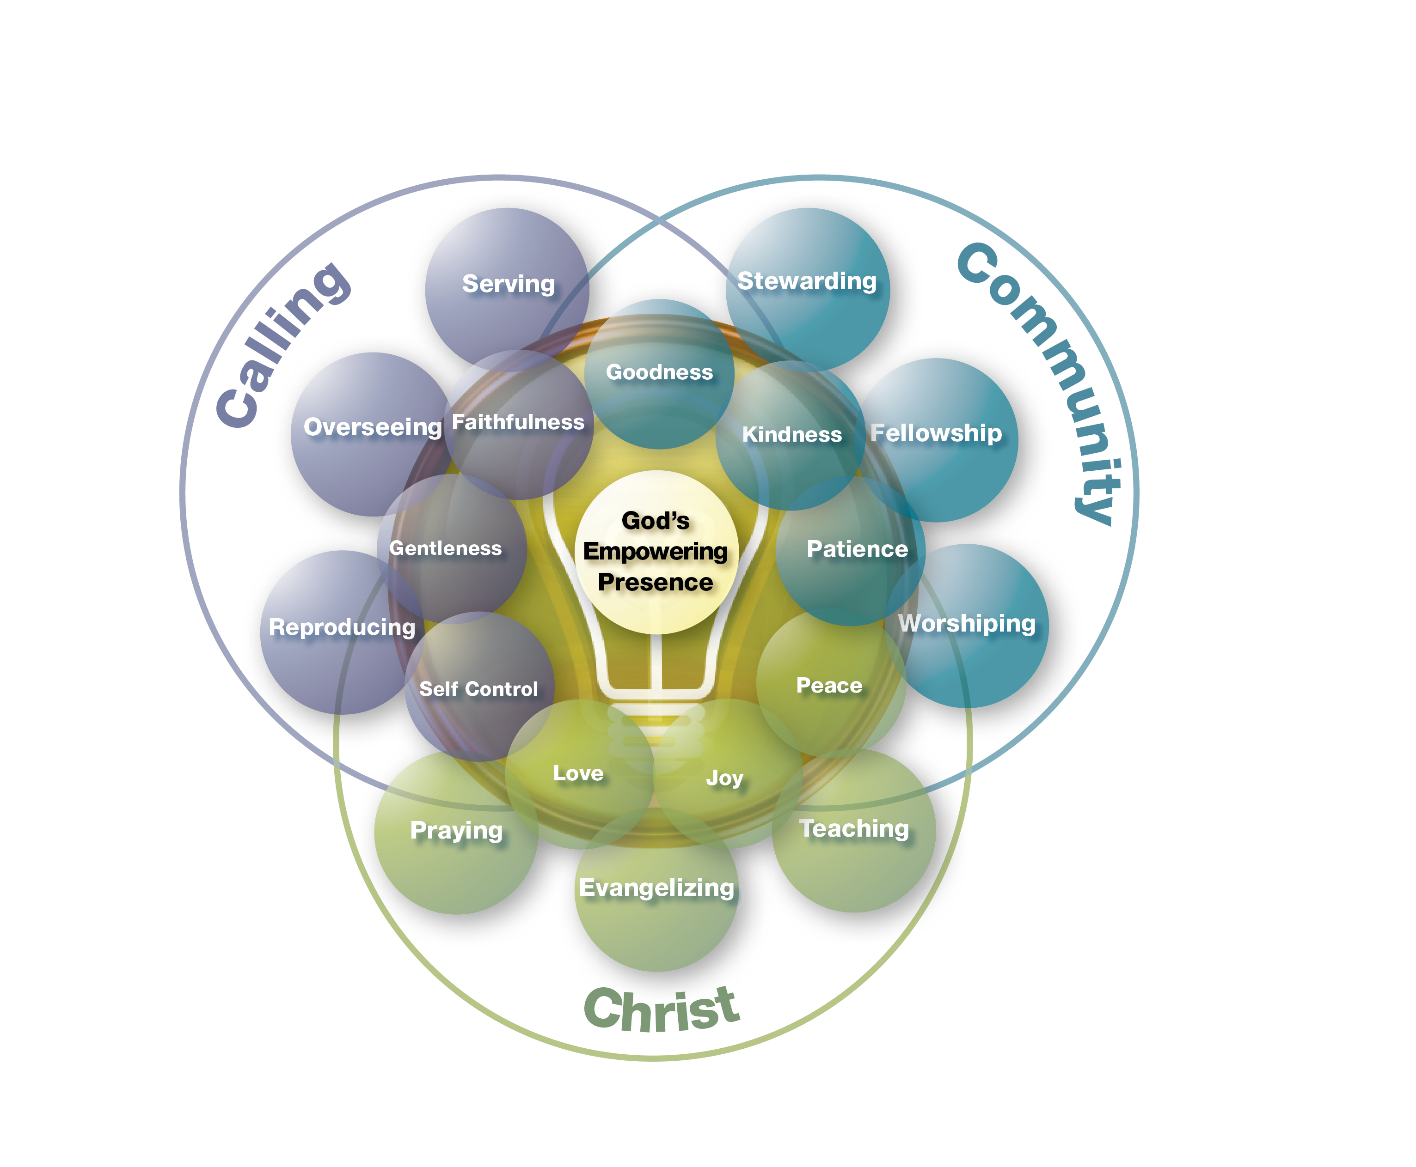 Calling
Community
Serving
Stewarding
Goodness
Overseeing
Faithfulness
Kindness
Fellowship
God's
Empowering
Presence
Gentleness
Patience
Reproducing
Worshiping
Self Control
Peace
Love
Joy
Praying
Teaching
Evangelizing
Christ